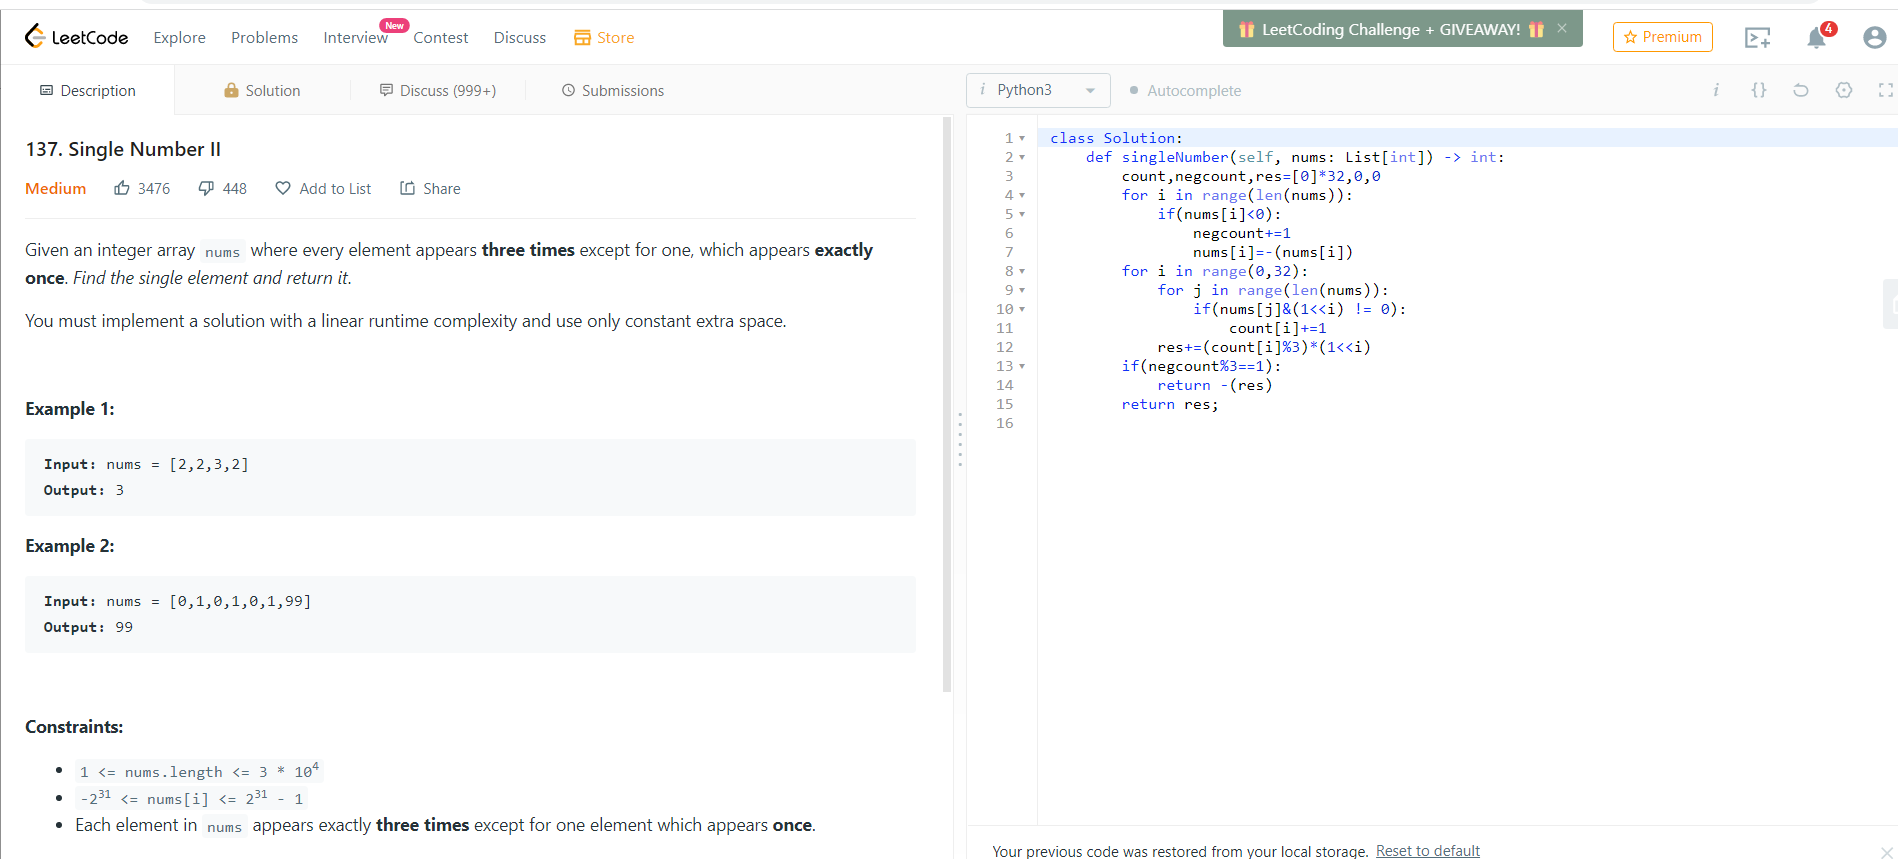 LeetCode Explore Problems Interview New Contest Discuss Store LeetCoding Challenge + GIVEAWAY! × Premium 4
Description Solution Discuss (999+) Submissions
i Python3 Autocomplete i {}
137. Single Number II
Medium 3476 448 Add to List Share
Given an integer array nums where every element appears three times except for one, which appears exactly
once. Find the single element and return it.
You must implement a solution with a linear runtime complexity and use only constant extra space.
Example 1:
Input: nums = [2,2,3,2]
Output: 3
Example 2:
Input: nums = [0,1,0,1,0,1,99]
Output: 99
Constraints:
• 1 <= nums.length <= 3 * 10⁴
• -2³¹ <= nums[i] <= 2³¹ - 1
• Each element in nums appears exactly three times except for one element which appears once.
1 class Solution:
2     def singleNumber(self, nums: List[int]) -> int:
3         count,negcount,res=[0]*32,0,0
4         for i in range(len(nums)):
5             if(nums[i]<0):
6                 negcount+=1
7                 nums[i]=-(nums[i])
8         for i in range(0,32):
9             for j in range(len(nums)):
10                 if(nums[j]&(1<<i) != 0):
11                     count[i]+=1
12             res+=(count[i]%3)*(1<<i)
13         if(negcount%3==1):
14             return -(res)
15         return res;
16
Your previous code was restored from your local storage. Reset to default ×